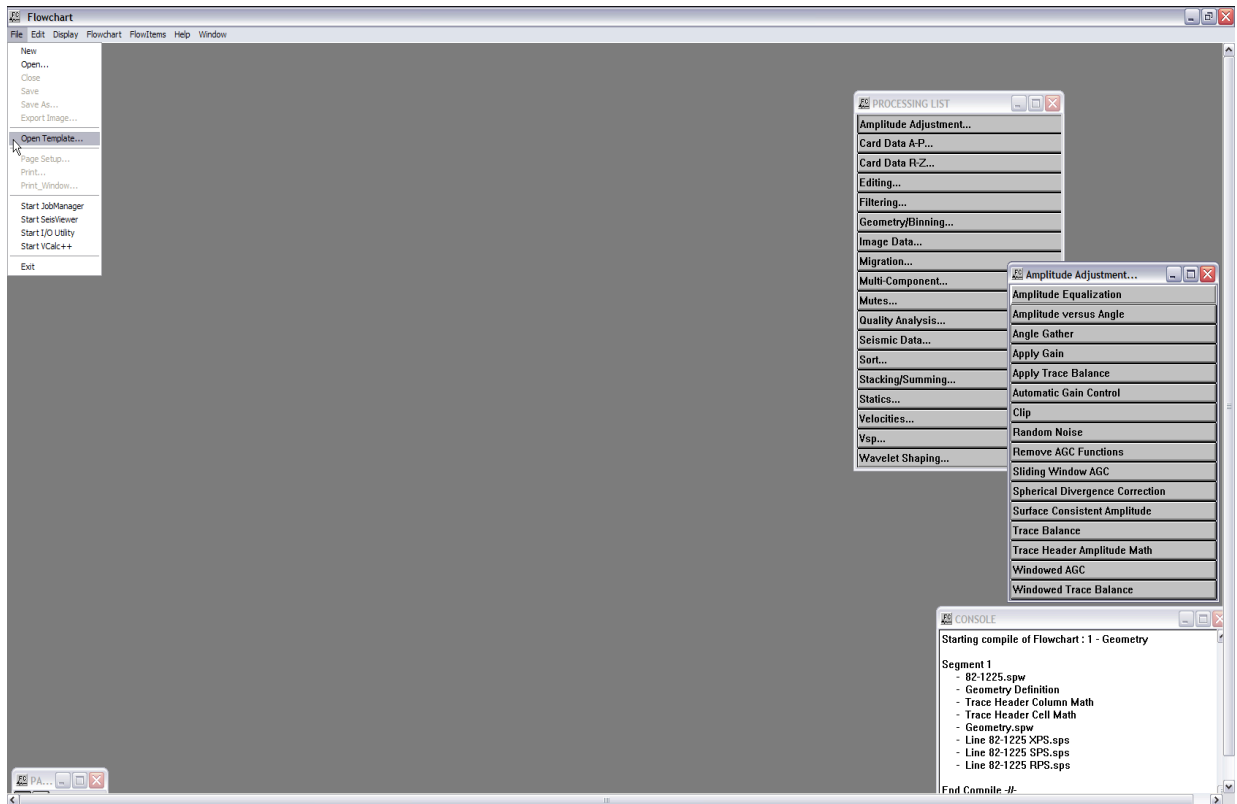 Flowchart
File Edit Display Flowchart FlowItems Help Window
New
Open...
Close
Save
Save As...
Export Image...
Open Template...
Page Setup...
Print...
Print_Window...
Start JobManager
Start SeisViewer
Start I/O Utility
Start VCalc++
Exit
PROCESSING LIST
Amplitude Adjustment...
Card Data A-P...
Card Data R-Z...
Editing...
Filtering...
Geometry/Binning...
Image Data...
Migration...
Multi-Component...
Mutes...
Quality Analysis...
Seismic Data...
Sort...
Stacking/Summing...
Statics...
Velocities...
Vsp...
Wavelet Shaping...
Amplitude Adjustment...
Amplitude Equalization
Amplitude versus Angle
Angle Gather
Apply Gain
Apply Trace Balance
Automatic Gain Control
Clip
Random Noise
Remove AGC Functions
Sliding Window AGC
Spherical Divergence Correction
Surface Consistent Amplitude
Trace Balance
Trace Header Amplitude Math
Windowed AGC
Windowed Trace Balance
CONSOLE
Starting compile of Flowchart : 1 - Geometry
Segment 1
- 82-1225.spw
- Geometry Definition
- Trace Header Column Math
- Trace Header Cell Math
- Geometry.spw
- Line 82-1225 XPS.sps
- Line 82-1225 SPS.sps
- Line 82-1225 RPS.sps
End Compile -//-
PA...